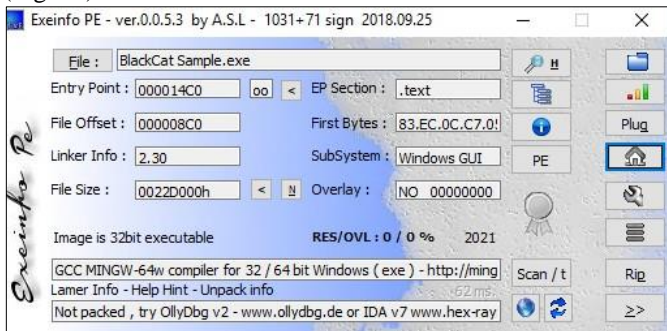 Exeinfo PE - ver.0.0.5.3 by A.S.L - 1031+71 sign 2018.09.25
File : BlackCat Sample.exe
H
Entry Point : 000014C0 oo < EP Section : .text
File Offset : 000008C0 First Bytes : 83.EC.0C.C7.0
Plug
Linker Info : 2.30 SubSystem : Windows GUI PE
File Size : 0022D000h < N Overlay : NO 00000000
Image is 32bit executable RES/OVL : 0 / 0 % 2021
GCC MINGW-64w compiler for 32 / 64 bit Windows ( exe ) - http://ming Scan / t Rip
Lamer Info - Help Hint - Unpack info 62 ms.
Not packed , try OllyDbg v2 - www.ollydbg.de or IDA v7 www.hex-ray >>
Exeinfo Pe